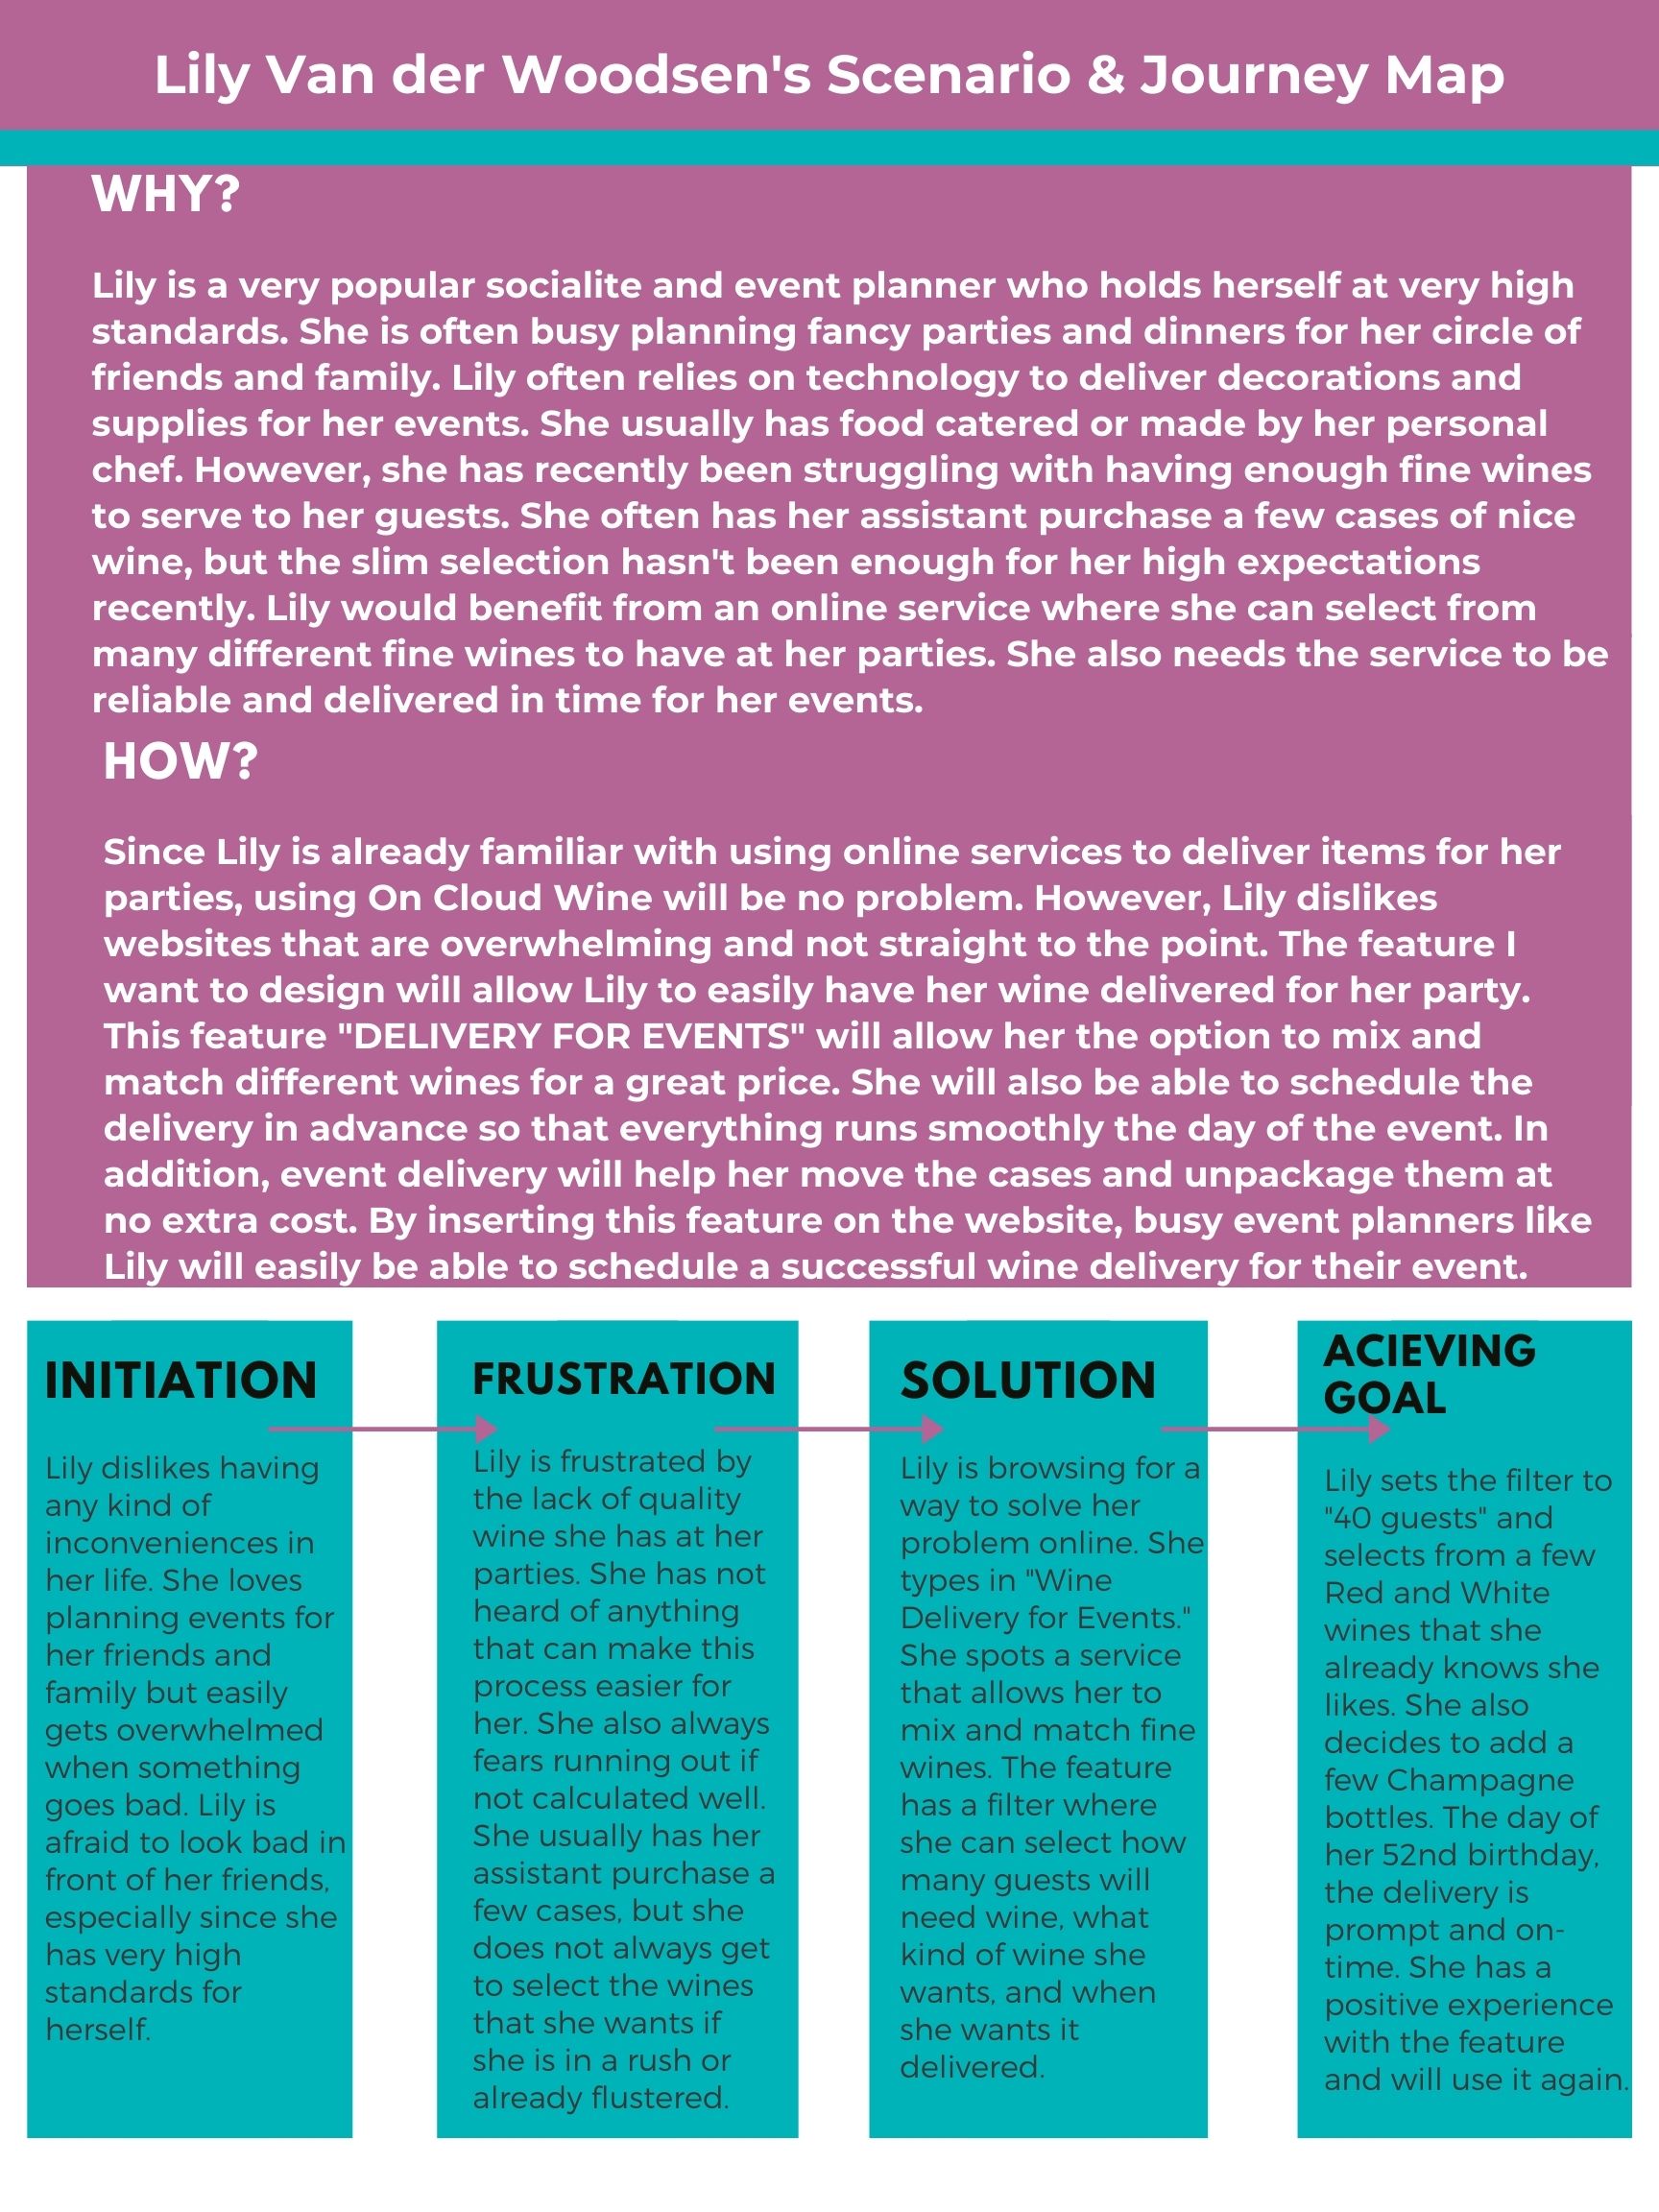 Lily Van der Woodsen's Scenario & Journey Map
WHY?
Lily is a very popular socialite and event planner who holds herself at very high
standards. She is often busy planning fancy parties and dinners for her circle of
friends and family. Lily often relies on technology to deliver decorations and
supplies for her events. She usually has food catered or made by her personal
chef. However, she has recently been struggling with having enough fine wines
to serve to her guests. She often has her assistant purchase a few cases of nice
wine, but the slim selection hasn't been enough for her high expectations
recently. Lily would benefit from an online service where she can select from
many different fine wines to have at her parties. She also needs the service to be
reliable and delivered in time for her events.
HOW?
Since Lily is already familiar with using online services to deliver items for her
parties, using On Cloud Wine will be no problem. However, Lily dislikes
websites that are overwhelming and not straight to the point. The feature I
want to design will allow Lily to easily have her wine delivered for her party.
This feature "DELIVERY FOR EVENTS" will allow her the option to mix and
match different wines for a great price. She will also be able to schedule the
delivery in advance so that everything runs smoothly the day of the event. In
addition, event delivery will help her move the cases and unpackage them at
no extra cost. By inserting this feature on the website, busy event planners like
Lily will easily be able to schedule a successful wine delivery for their event.
INITIATION
Lily dislikes having
any kind of
inconveniences in
her life. She loves
planning events for
her friends and
family but easily
gets overwhelmed
when something
goes bad. Lily is
afraid to look bad in
front of her friends,
especially since she
has very high
standards for
herself.
FRUSTRATION
Lily is frustrated by
the lack of quality
wine she has at her
parties. She has not
heard of anything
that can make this
process easier for
her. She also always
fears running out if
not calculated well.
She usually has her
assistant purchase a
few cases, but she
does not always get
to select the wines
that she wants if
she is in a rush or
already flustered.
SOLUTION
Lily is browsing for a
way to solve her
problem online. She
types in "Wine
Delivery for Events."
She spots a service
that allows her to
mix and match fine
wines. The feature
has a filter where
she can select how
many guests will
need wine, what
kind of wine she
wants, and when
she wants it
delivered.
ACIEVING
GOAL
Lily sets the filter to
"40 guests" and
selects from a few
Red and White
wines that she
already knows she
likes. She also
decides to add a
few Champagne
bottles. The day of
her 52nd birthday,
the delivery is
prompt and on-
time. She has a
positive experience
with the feature
and will use it again.